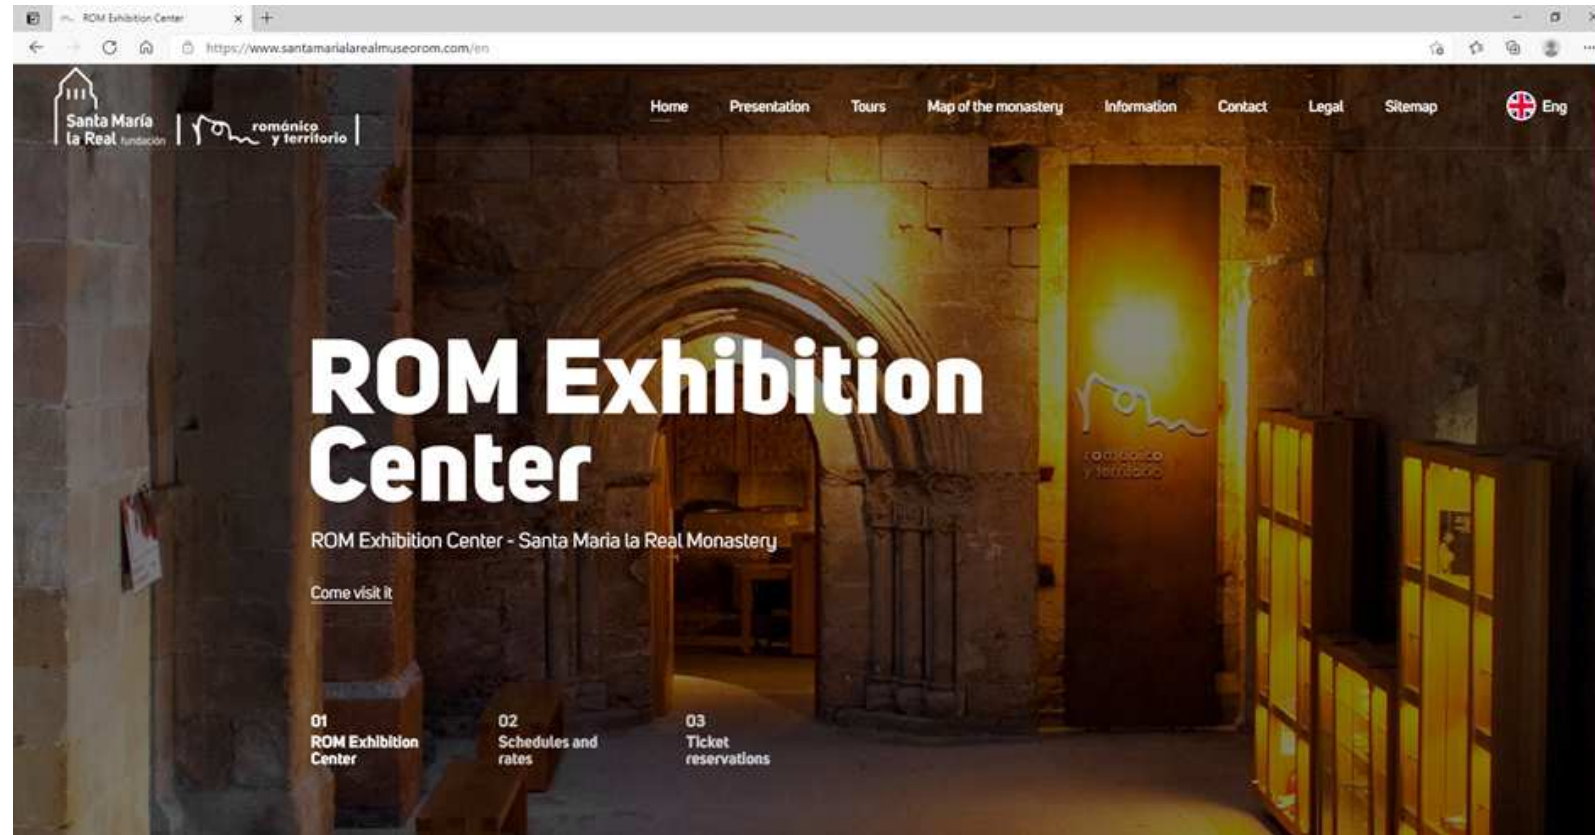 ROM Exhibition Center
https://www.santamarialarealmuseorom.com/en
Santa María
la Real fundación
románico
y territorio
Home Presentation Tours Map of the monastery Information Contact Legal Sitemap Eng
ROM Exhibition
Center
ROM Exhibition Center - Santa Maria la Real Monastery
Come visit it
románico
y territorio
01
ROM Exhibition
Center
02
Schedules and
rates
03
Ticket
reservations